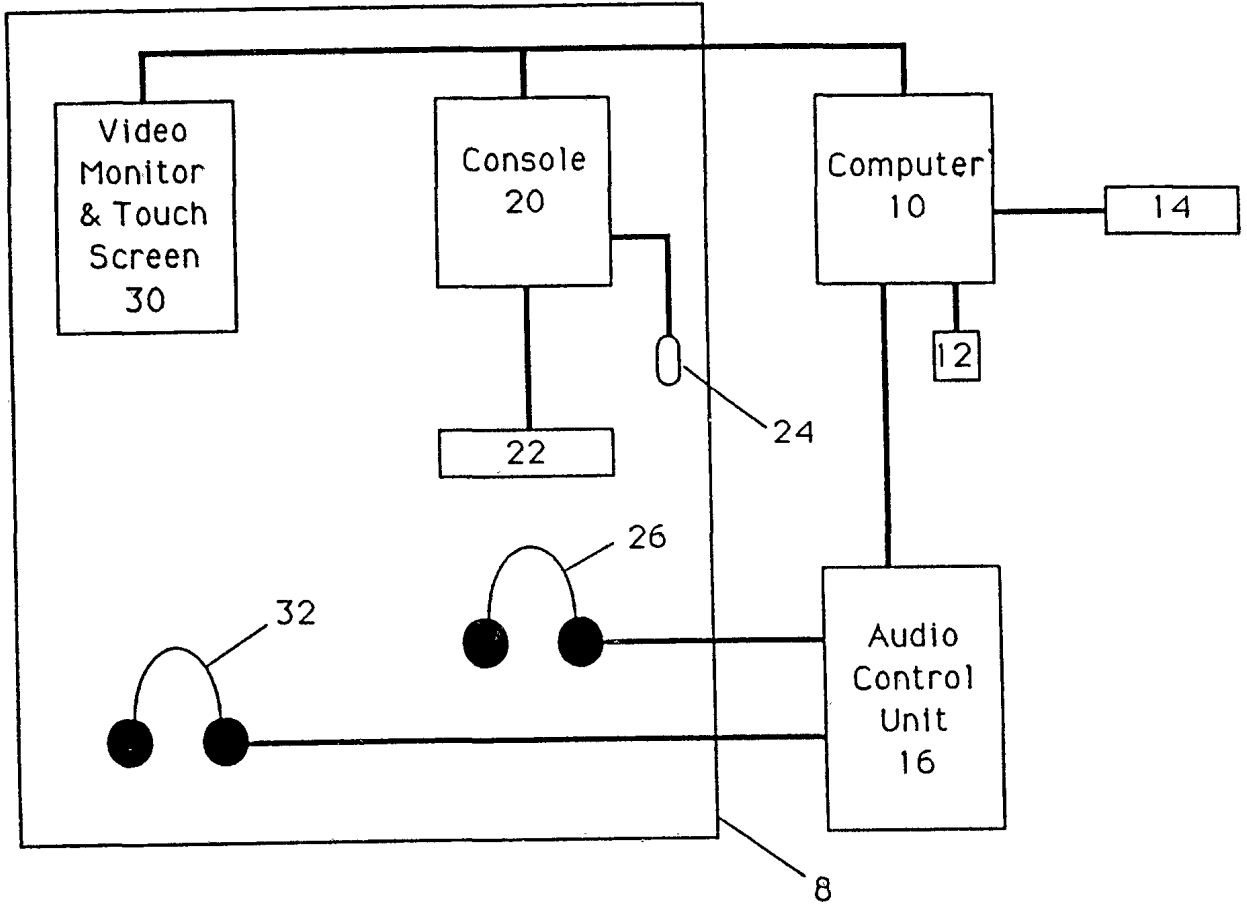 Video
Monitor
& Touch
Screen
30
Console
20
Computer
10
14
12
24
22
26
32
Audio
Control
Unit
16
8